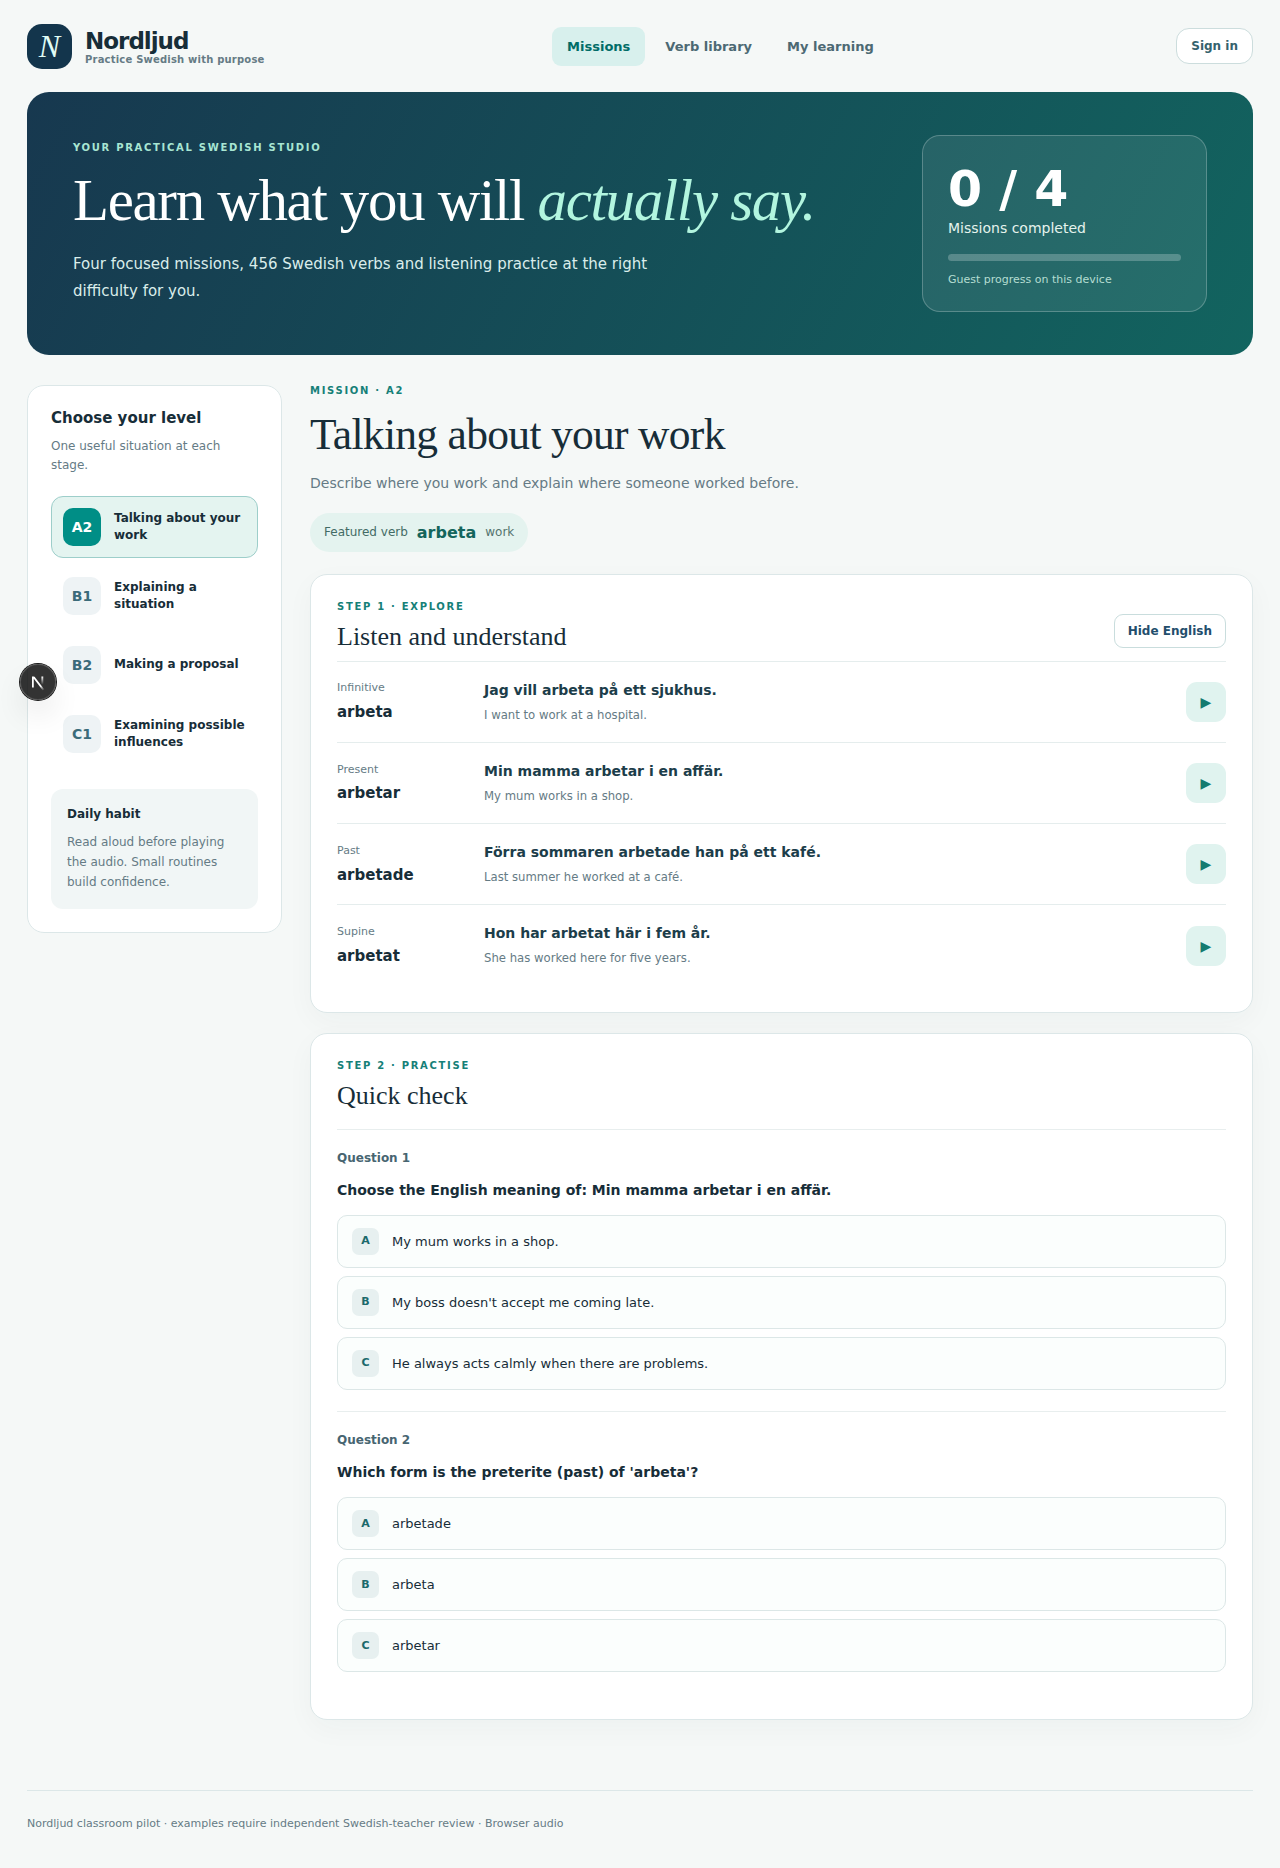 N
Nordljud
Practice Swedish with purpose
Missions
Verb library
My learning
Sign in
YOUR PRACTICAL SWEDISH STUDIO
Learn what you will actually say.
Four focused missions, 456 Swedish verbs and listening practice at the right
difficulty for you.
0 / 4
Missions completed
Guest progress on this device
Choose your level
One useful situation at each
stage.
A2
Talking about your
work
B1
Explaining a
situation
B2
Making a proposal
C1
Examining possible
influences
N
Daily habit
Read aloud before playing
the audio. Small routines
build confidence.
MISSION · A2
Talking about your work
Describe where you work and explain where someone worked before.
Featured verb arbeta work
STEP 1 · EXPLORE
Listen and understand
Hide English
Infinitive
arbeta
Jag vill arbeta på ett sjukhus.
I want to work at a hospital.
Present
arbetar
Min mamma arbetar i en affär.
My mum works in a shop.
Past
arbetade
Förra sommaren arbetade han på ett kafé.
Last summer he worked at a café.
Supine
arbetat
Hon har arbetat här i fem år.
She has worked here for five years.
STEP 2 · PRACTISE
Quick check
Question 1
Choose the English meaning of: Min mamma arbetar i en affär.
A My mum works in a shop.
B My boss doesn't accept me coming late.
C He always acts calmly when there are problems.
Question 2
Which form is the preterite (past) of 'arbeta'?
A arbetade
B arbeta
C arbetar
Nordljud classroom pilot · examples require independent Swedish-teacher review · Browser audio